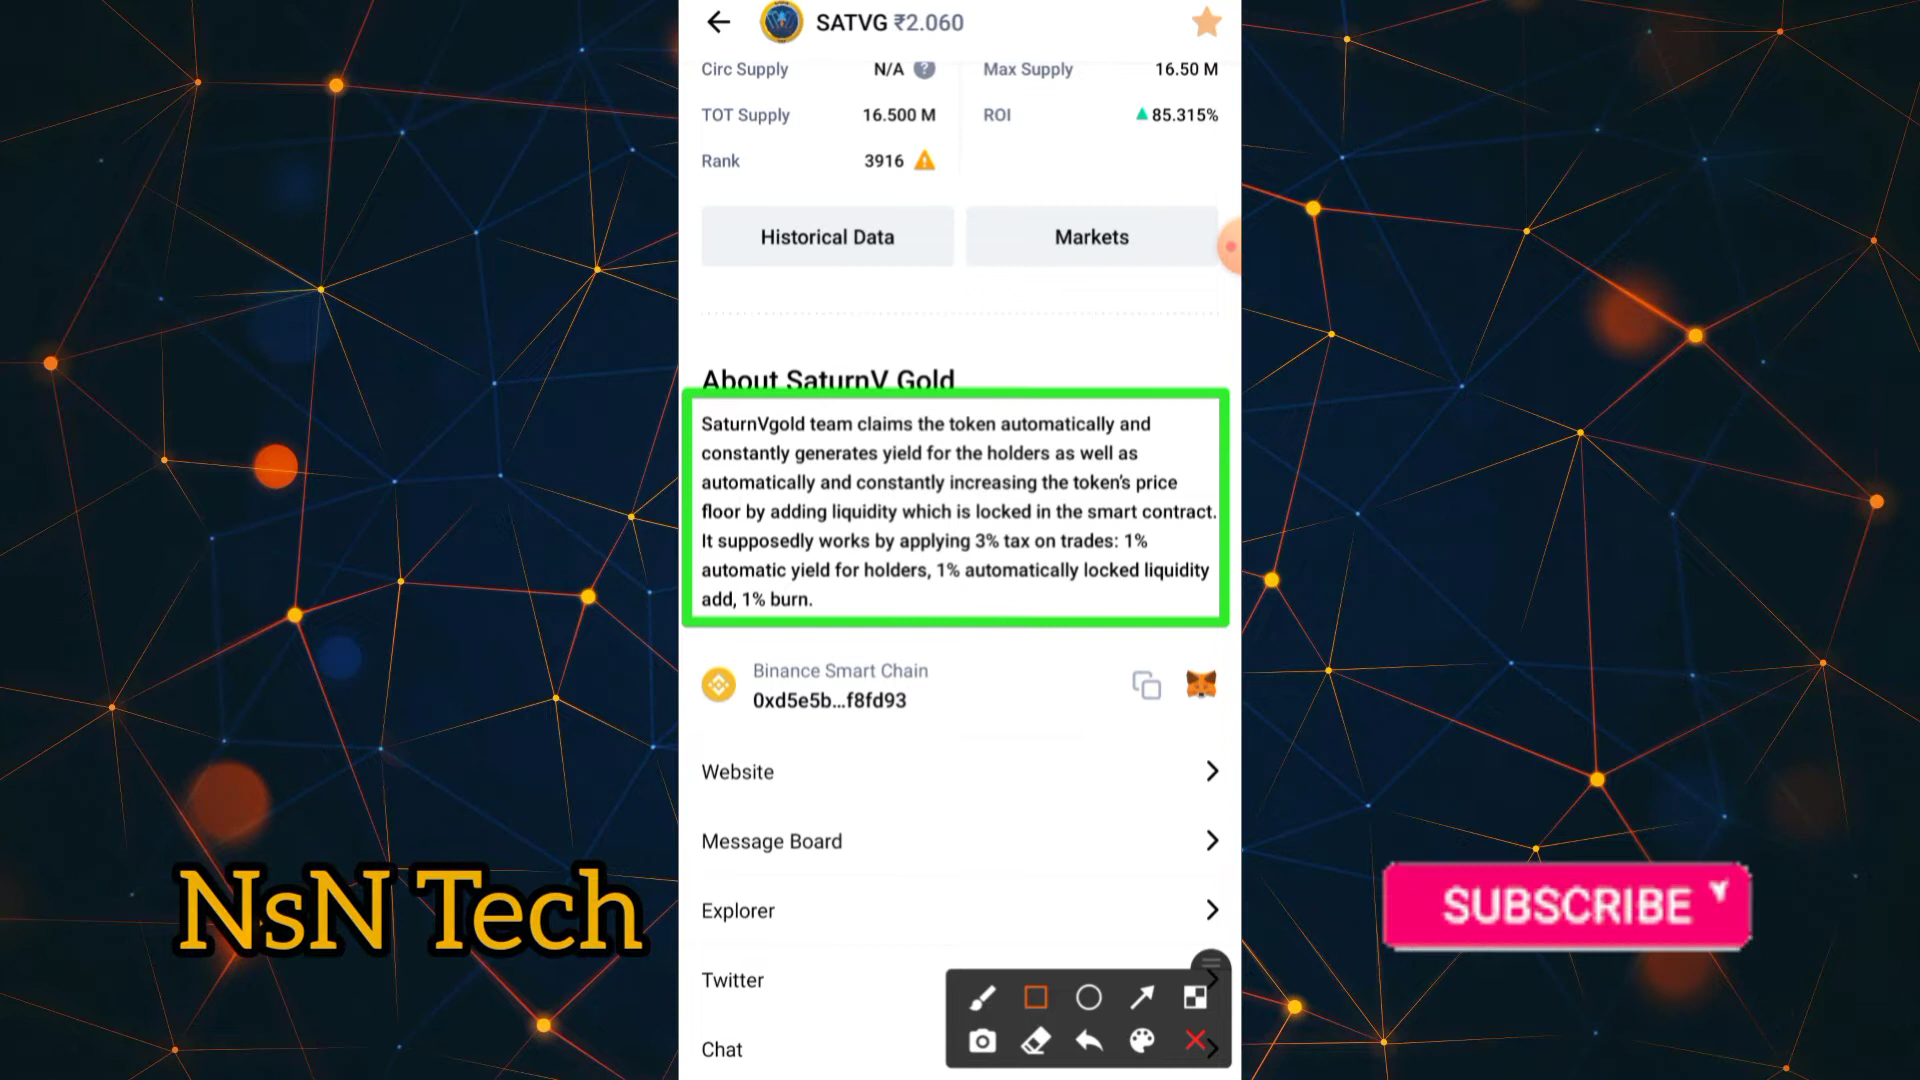 SATVG ₹2.060
Circ Supply N/A ? Max Supply 16.50 M
TOT Supply 16.500 M ROI 85.315%
Rank 3916
Historical Data Markets
About SaturnV Gold
SaturnVgold team claims the token automatically and
constantly generates yield for the holders as well as
automatically and constantly increasing the token's price
floor by adding liquidity which is locked in the smart contract.
It supposedly works by applying 3% tax on trades: 1%
automatic yield for holders, 1% automatically locked liquidity
add, 1% burn.
Binance Smart Chain
0xd5e5b...f8fd93
Website
Message Board
Explorer
Twitter
Chat
NsN Tech
SUBSCRIBE